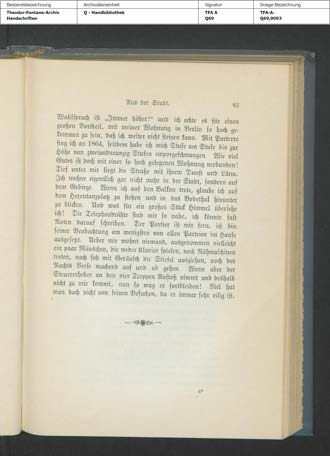 Bestandsbezeichnung
Theodor-Fontane-Archiv
Handschriften
Archivalieneinheit
Q - Handbibliothek
Signatur
TFA A
Q69
Image-Bezeichnung
TFA-A-
Q69,0093
Aus der Stadt. 83
Wahlspruch ist „Immer höher!“ und ich achte es für einen
großen Vortheil, mit meiner Wohnung in Berlin so hoch ge-
kommen zu sein, daß ich weiter nicht steigen kann. Mit Parterre
fing ich an 1864, seitdem habe ich mich Stufe um Stufe bis zur
Höhe von zweiundneunzig Stufen emporgeschwungen. Wie viel
Gutes ist doch mit einer so hoch gelegenen Wohnung verbunden!
Tief unter mir liegt die Straße mit ihrem Dunst und Lärm.
Ich wohne eigentlich gar nicht mehr in der Stadt, sondern auf
dem Gebirge. Wenn ich auf den Balkon trete, glaube ich auf
dem Hexentanzplatz zu stehen und in das Bodethal hinunter
zu blicken. Und was für ein großes Stück Himmel übersehe
ich! Die Telephondrähte sind mir so nahe, ich könnte fast
Noten darauf schreiben. Der Portier ist mir fern, ich bin
seiner Beobachtung am wenigsten von allen Parteien im Hause
ausgesetzt. Ueber mir wohnt niemand, ausgenommen vielleicht
ein paar Mäuschen, die weder Klavier spielen, noch Nähmaschinen
treten, noch sich mit Geräusch die Stiefel ausziehen, noch des
Nachts Verse machend auf und ab gehen. Wenn aber der
Steuererheber an den vier Treppen Anstoß nimmt und deshalb
nicht zu mir kommt, nun so mag er fortbleiben! Viel hat
man doch nicht von seinen Besuchen, da er immer sehr eilig ist.
6*